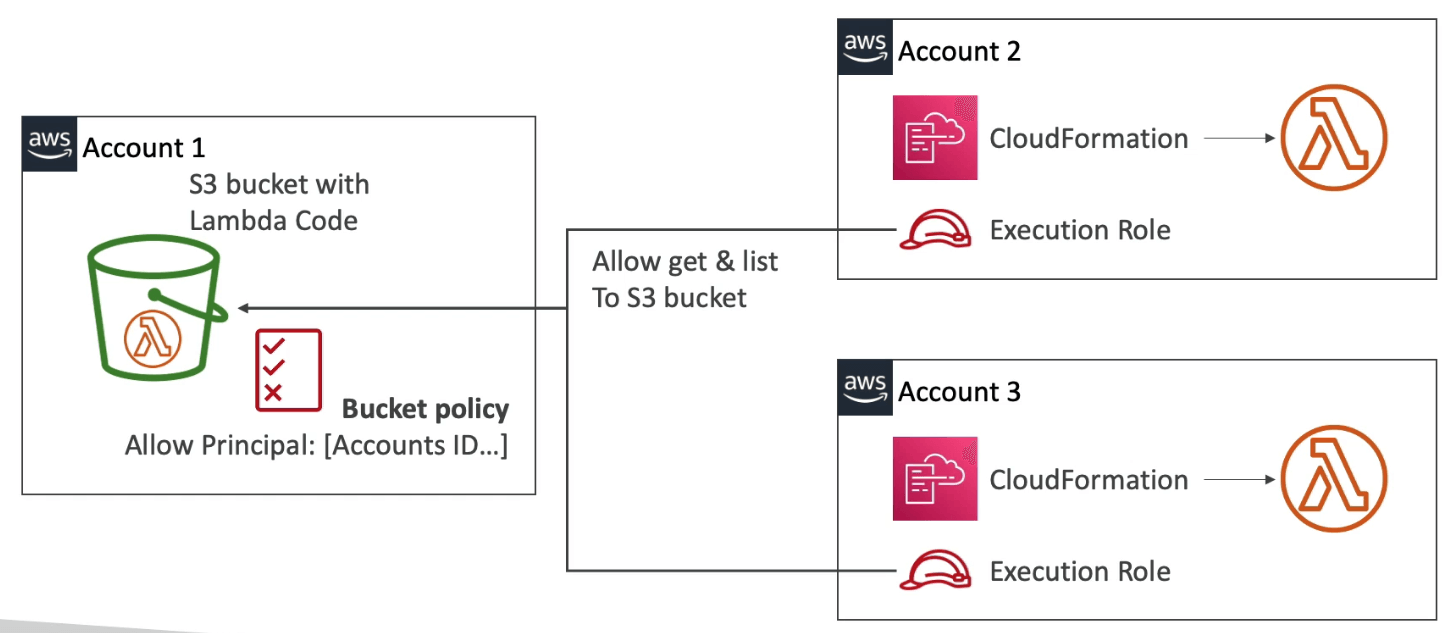 aws Account 1
S3 bucket with
Lambda Code
Bucket policy
Allow Principal: [Accounts ID...]
Allow get & list
To S3 bucket
aws Account 2
CloudFormation
Execution Role
aws Account 3
CloudFormation
Execution Role